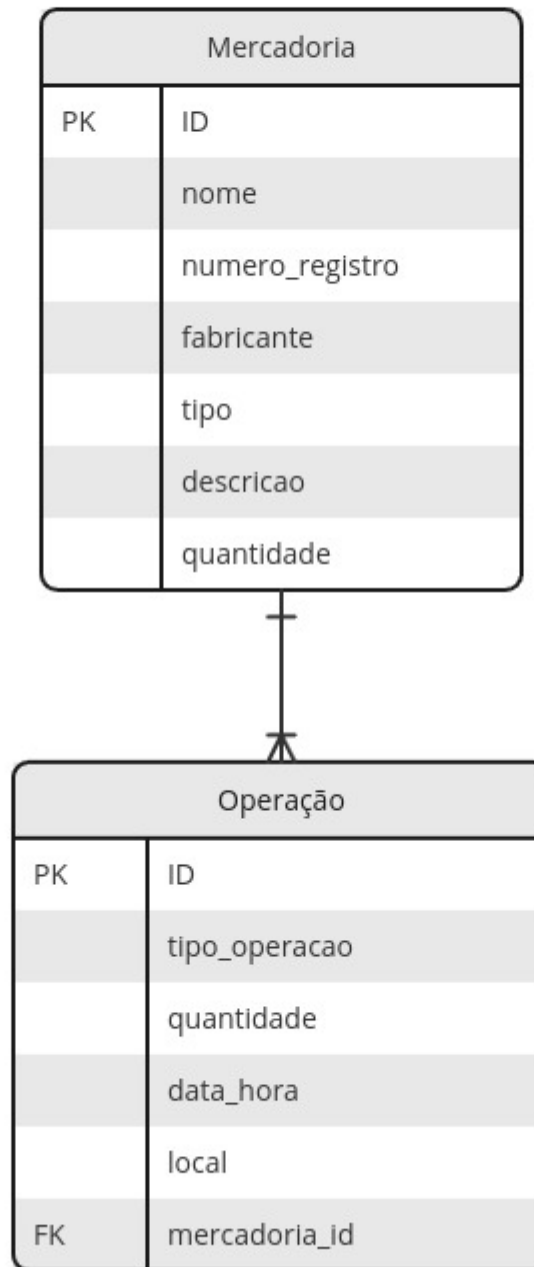 Mercadoria
PK ID
nome
numero_registro
fabricante
tipo
descricao
quantidade
Operação
PK ID
tipo_operacao
quantidade
data_hora
local
FK mercadoria_id